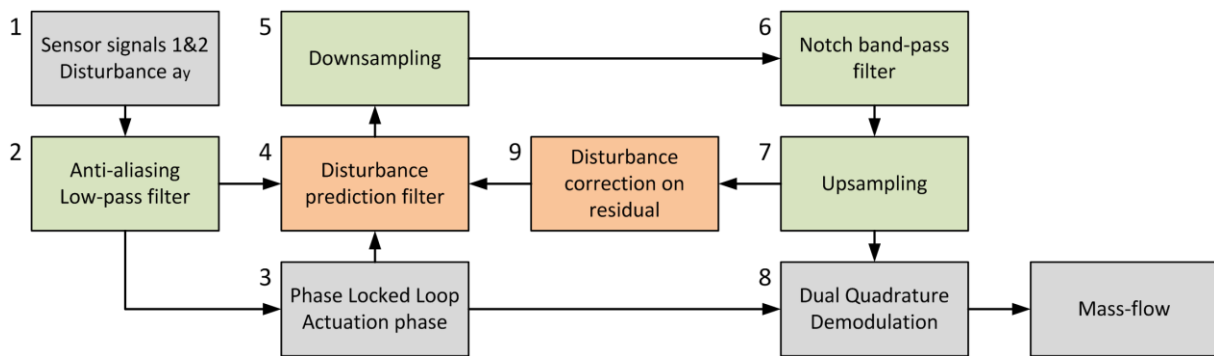 1
Sensor signals 1&2
Disturbance ay
5
Downsampling
6
Notch band-pass
filter
2
Anti-aliasing
Low-pass filter
4
Disturbance
prediction filter
9
Disturbance
correction on
residual
7
Upsampling
3
Phase Locked Loop
Actuation phase
8
Dual Quadrature
Demodulation
Mass-flow